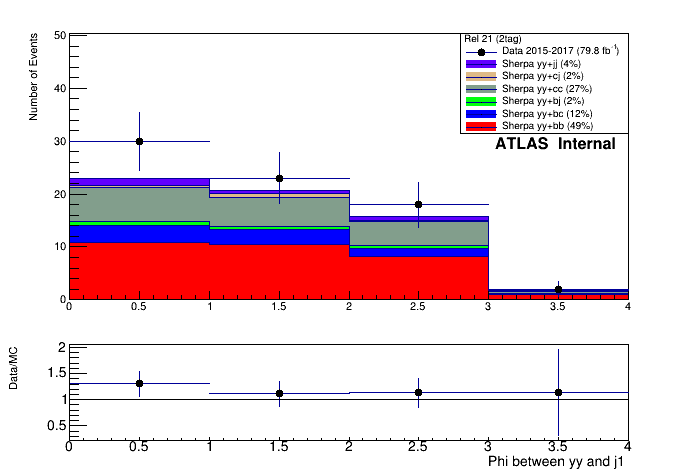 Number of Events
50
40
30
20
10
0
0 0.5 1 1.5 2 2.5 3 3.5 4
Rel 21 (2tag)
Data 2015-2017 (79.8 fb⁻¹)
Sherpa yy+jj (4%)
Sherpa yy+cj (2%)
Sherpa yy+cc (27%)
Sherpa yy+bj (2%)
Sherpa yy+bc (12%)
Sherpa yy+bb (49%)
ATLAS Internal
Data/MC
2
1.5
1
0.5
0 0.5 1 1.5 2 2.5 3 3.5 4
Phi between yy and j1